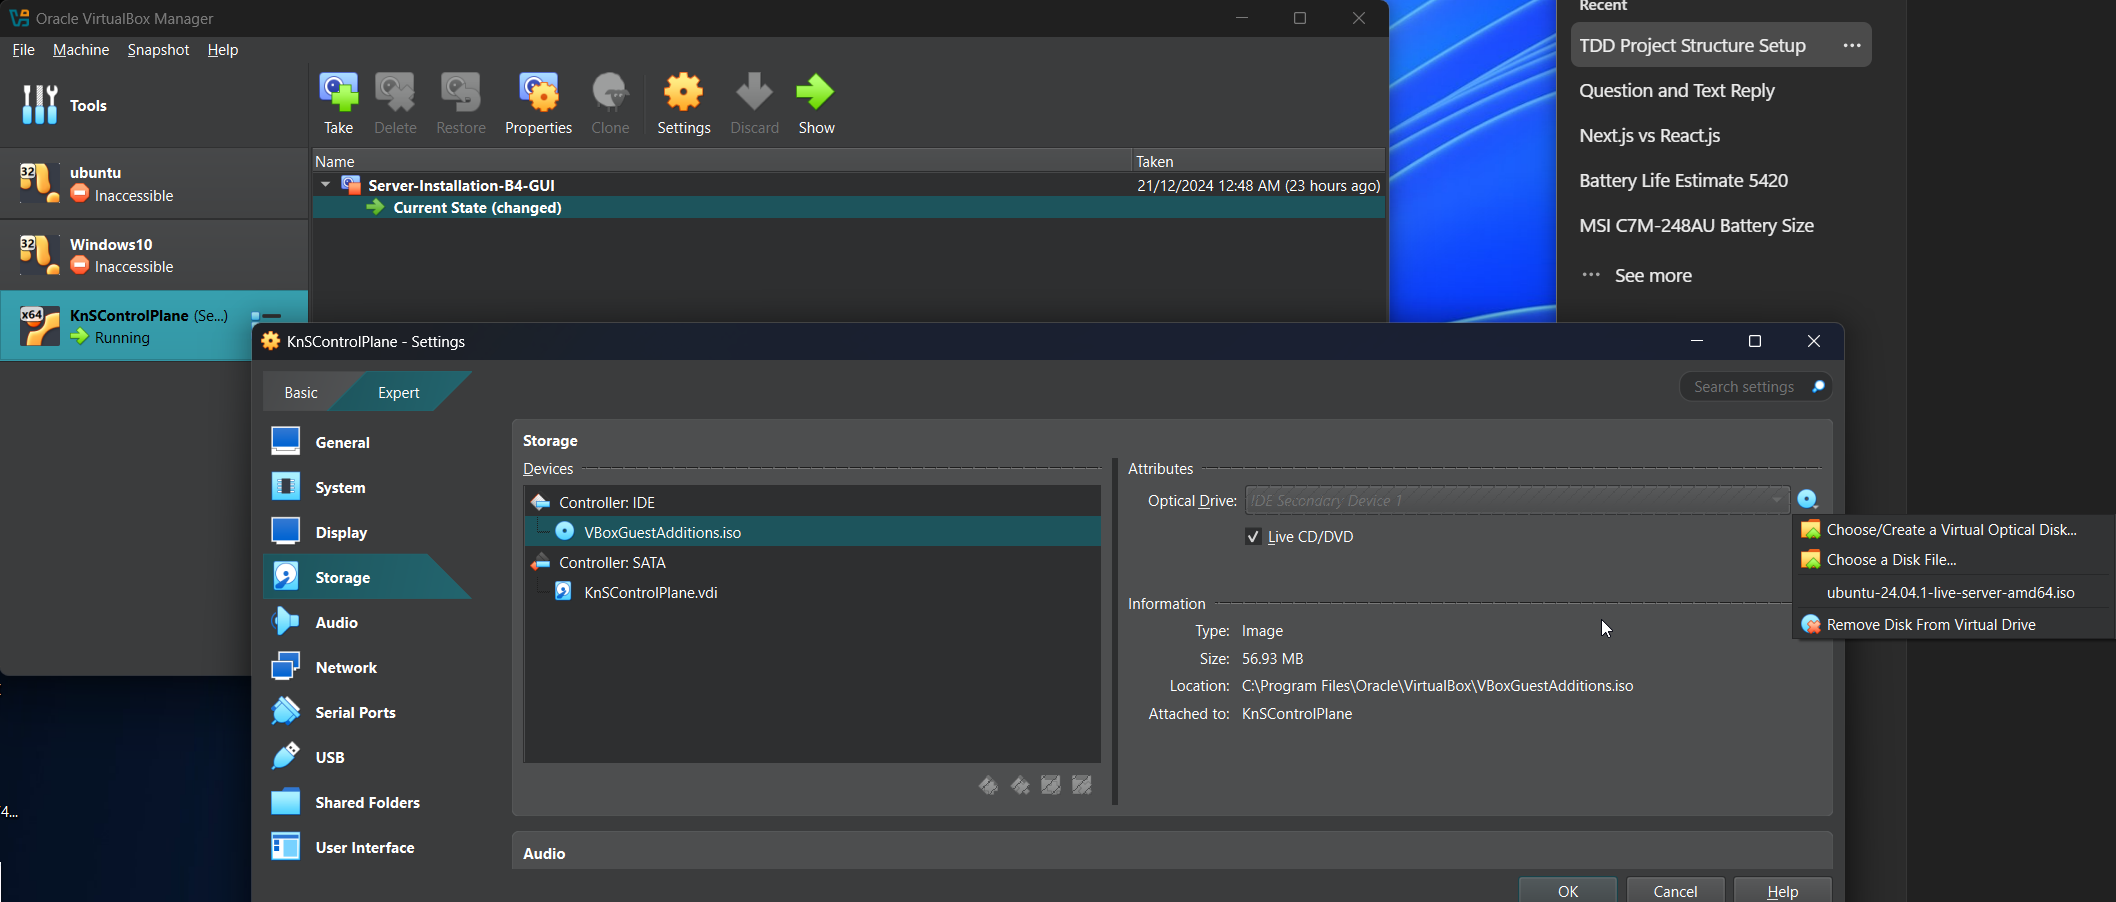 Oracle VirtualBox Manager
File Machine Snapshot Help
Tools
Take Delete Restore Properties Clone Settings Discard Show
Name Taken
Server-Installation-B4-GUI 21/12/2024 12:48 AM (23 hours ago)
Current State (changed)
32 ubuntu
Inaccessible
32 Windows10
Inaccessible
x64 KnSControlPlane (Se...)
Running
Recent
TDD Project Structure Setup ...
Question and Text Reply
Next.js vs React.js
Battery Life Estimate 5420
MSI C7M-248AU Battery Size
... See more
KnSControlPlane - Settings
Basic Expert
Search settings
General
System
Display
Storage
Audio
Network
Serial Ports
USB
Shared Folders
User Interface
Storage
Devices
Controller: IDE
VBoxGuestAdditions.iso
Controller: SATA
KnSControlPlane.vdi
Attributes
Optical Drive: IDE Secondary Device 1
Live CD/DVD
Information
Type: Image
Size: 56.93 MB
Location: C:\Program Files\Oracle\VirtualBox\VBoxGuestAdditions.iso
Attached to: KnSControlPlane
Choose/Create a Virtual Optical Disk...
Choose a Disk File...
ubuntu-24.04.1-live-server-amd64.iso
Remove Disk From Virtual Drive
Audio
OK Cancel Help
4...